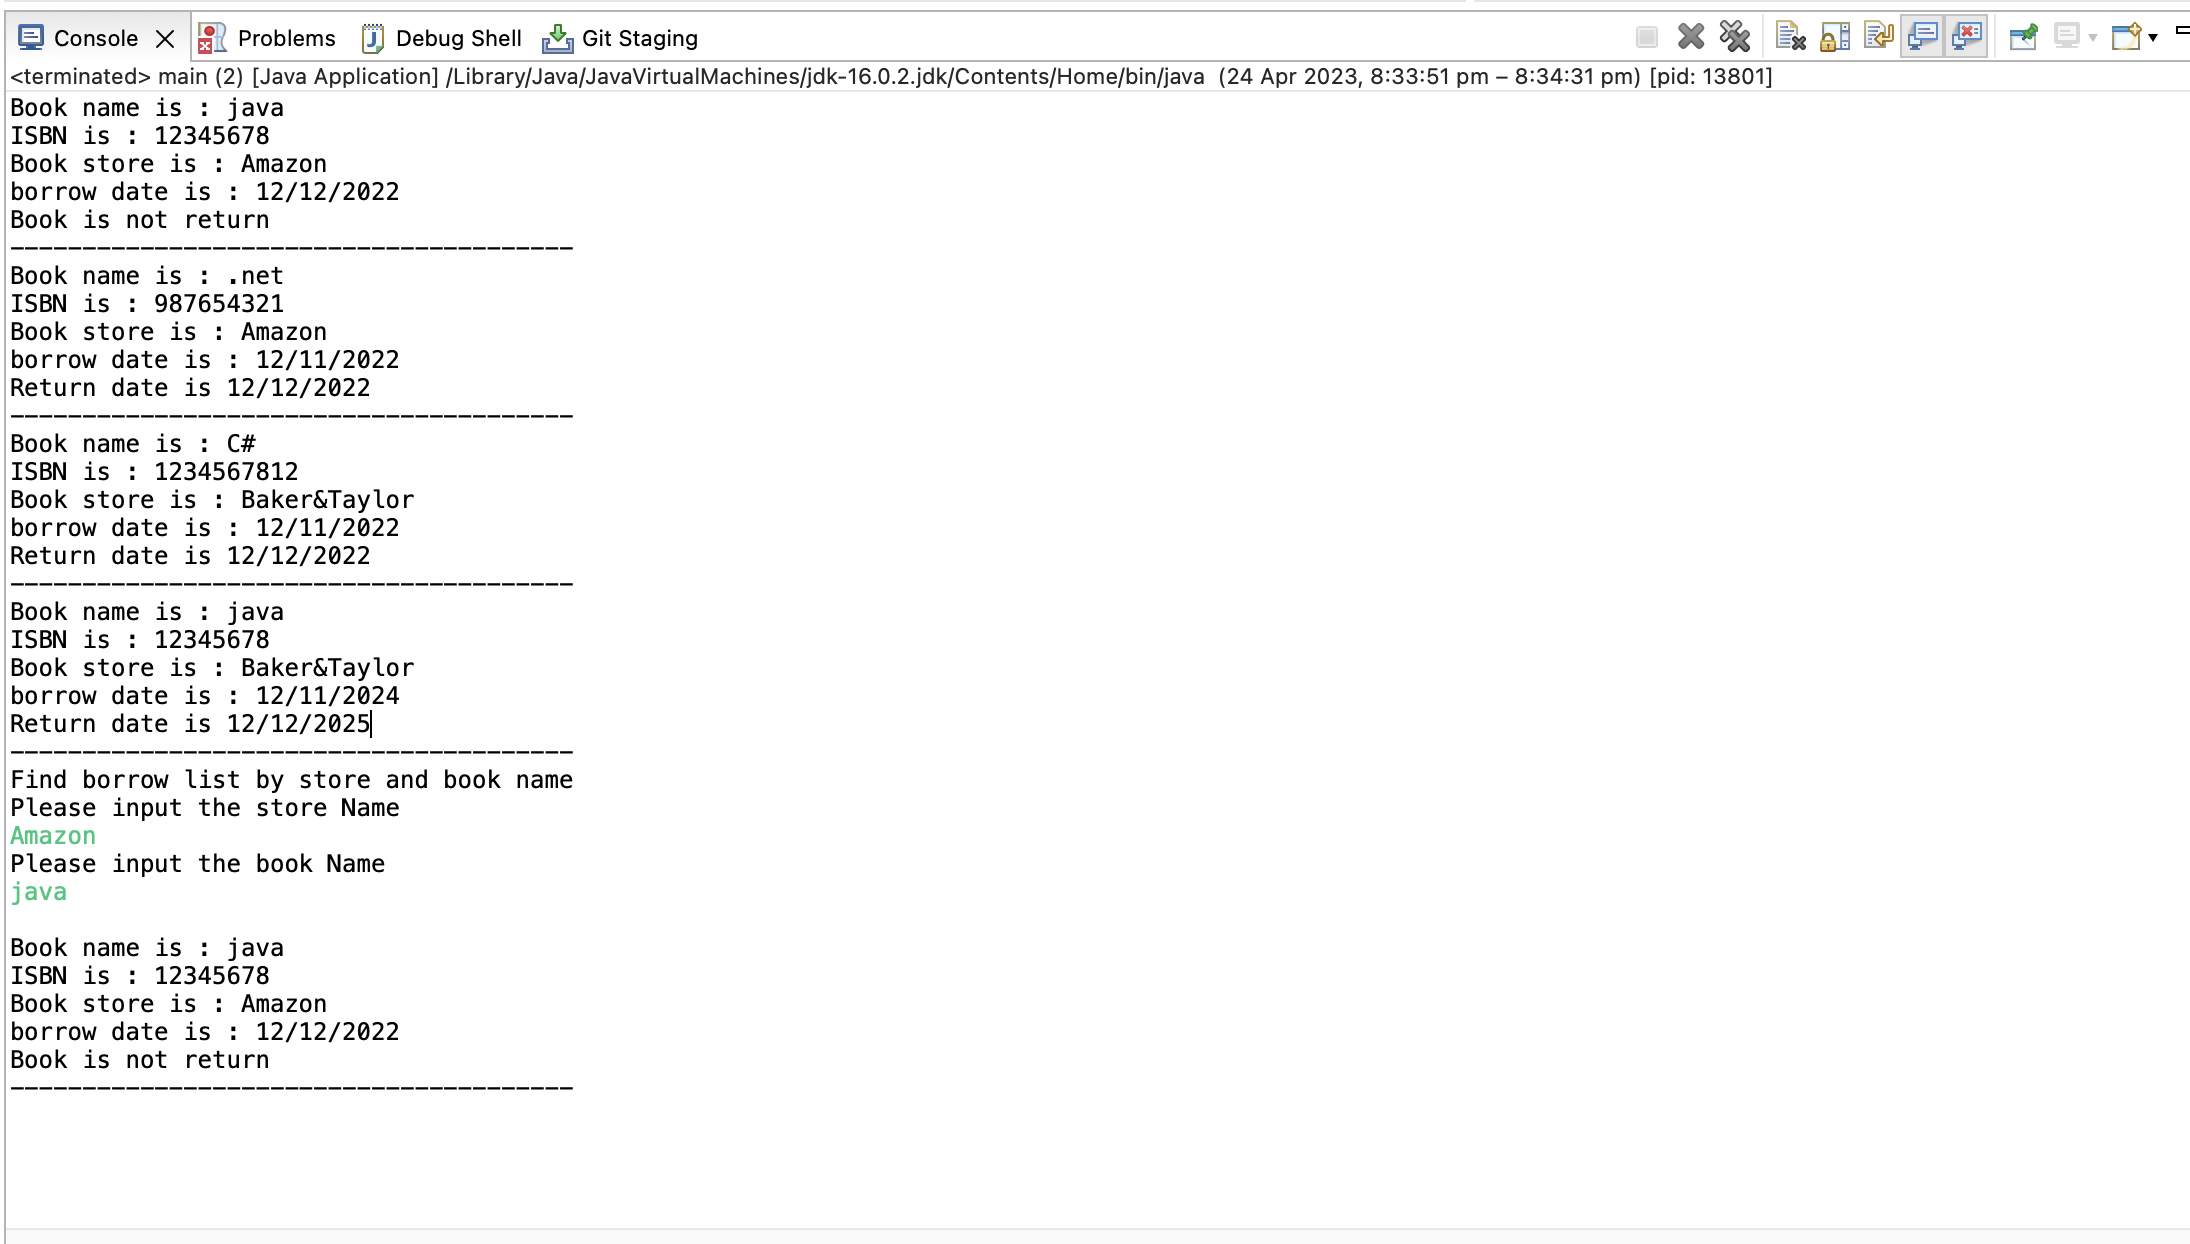 Console Problems Debug Shell Git Staging
<terminated> main (2) [Java Application] /Library/Java/JavaVirtualMachines/jdk-16.0.2.jdk/Contents/Home/bin/java (24 Apr 2023, 8:33:51 pm – 8:34:31 pm) [pid: 13801]
Book name is : java
ISBN is : 12345678
Book store is : Amazon
borrow date is : 12/12/2022
Book is not return
---------------------------------------
Book name is : .net
ISBN is : 987654321
Book store is : Amazon
borrow date is : 12/11/2022
Return date is 12/12/2022
---------------------------------------
Book name is : C#
ISBN is : 1234567812
Book store is : Baker&Taylor
borrow date is : 12/11/2022
Return date is 12/12/2022
---------------------------------------
Book name is : java
ISBN is : 12345678
Book store is : Baker&Taylor
borrow date is : 12/11/2024
Return date is 12/12/2025
---------------------------------------
Find borrow list by store and book name
Please input the store Name
Amazon
Please input the book Name
java
Book name is : java
ISBN is : 12345678
Book store is : Amazon
borrow date is : 12/12/2022
Book is not return
---------------------------------------